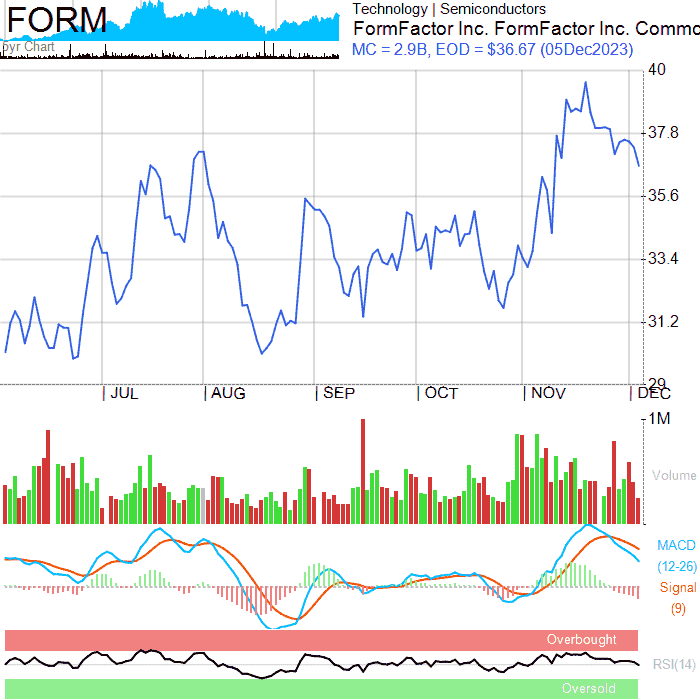 FORM
Technology | Semiconductors
FormFactor Inc. FormFactor Inc. Commo
MC = 2.9B, EOD = $36.67 (05Dec2023)
yr Chart
40
37.8
35.6
33.4
31.2
29
JUL
AUG
SEP
OCT
NOV
DEC
1M
Volume
MACD
(12-26)
Signal
(9)
Overbought
RSI(14)
Oversold